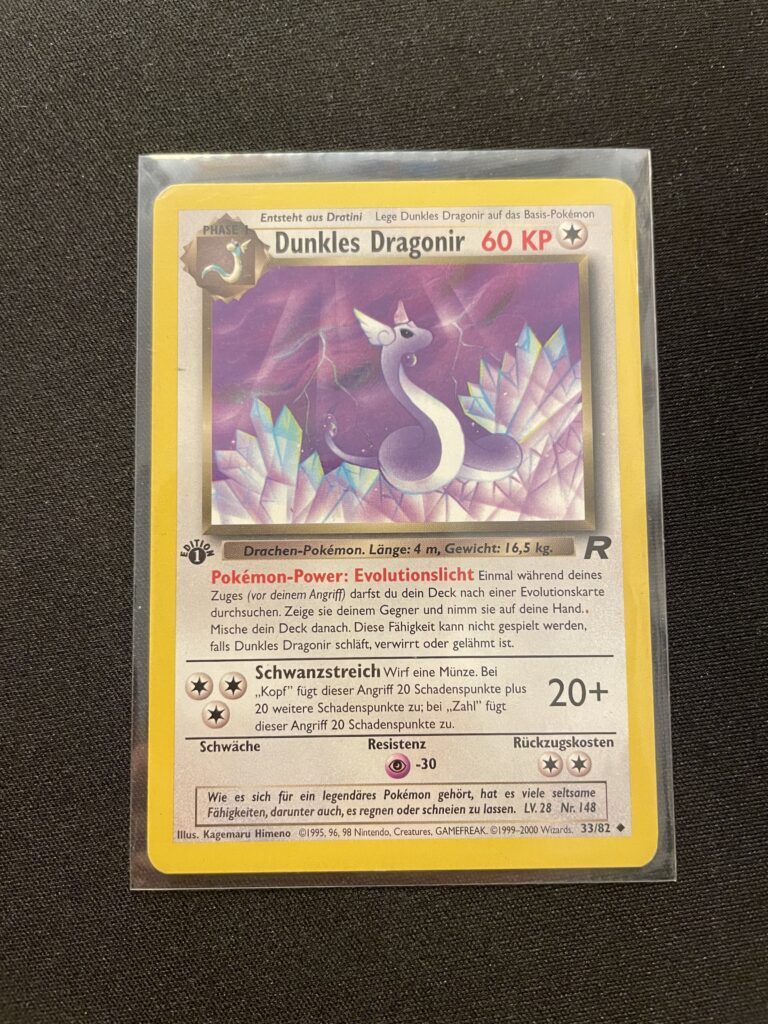 Entsteht aus Dratini Lege Dunkles Dragonir auf das Basis-Pokémon
PHASE 1
Dunkles Dragonir 60 KP
EDITION
1
Drachen-Pokémon. Länge: 4 m, Gewicht: 16,5 kg.
R
Pokémon-Power: Evolutionslicht Einmal während deines
Zuges (vor deinem Angriff) darfst du dein Deck nach einer Evolutionskarte
durchsuchen. Zeige sie deinem Gegner und nimm sie auf deine Hand.
Mische dein Deck danach. Diese Fähigkeit kann nicht gespielt werden,
falls Dunkles Dragonir schläft, verwirrt oder gelähmt ist.
Schwanzstreich Wirf eine Münze. Bei
„Kopf" fügt dieser Angriff 20 Schadenspunkte plus
20 weitere Schadenspunkte zu; bei „Zahl" fügt
dieser Angriff 20 Schadenspunkte zu.
20+
Schwäche Resistenz Rückzugskosten
-30
Wie es sich für ein legendäres Pokémon gehört, hat es viele seltsame
Fähigkeiten, darunter auch, es regnen oder schneien zu lassen. LV. 28 Nr. 148
Illus. Kagemaru Himeno ©1995, 96, 98 Nintendo, Creatures, GAMEFREAK. ©1999-2000 Wizards. 33/82